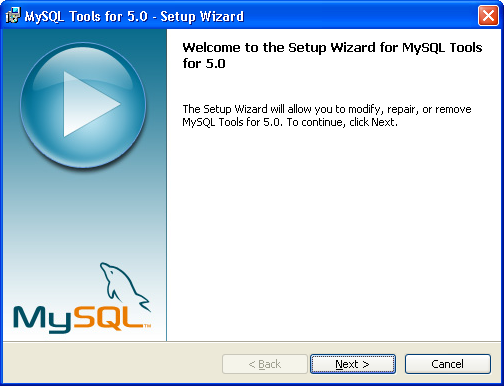 MySQL Tools for 5.0 - Setup Wizard
Welcome to the Setup Wizard for MySQL Tools
for 5.0
The Setup Wizard will allow you to modify, repair, or remove
MySQL Tools for 5.0. To continue, click Next.
MySQL™
< Back
Next >
Cancel